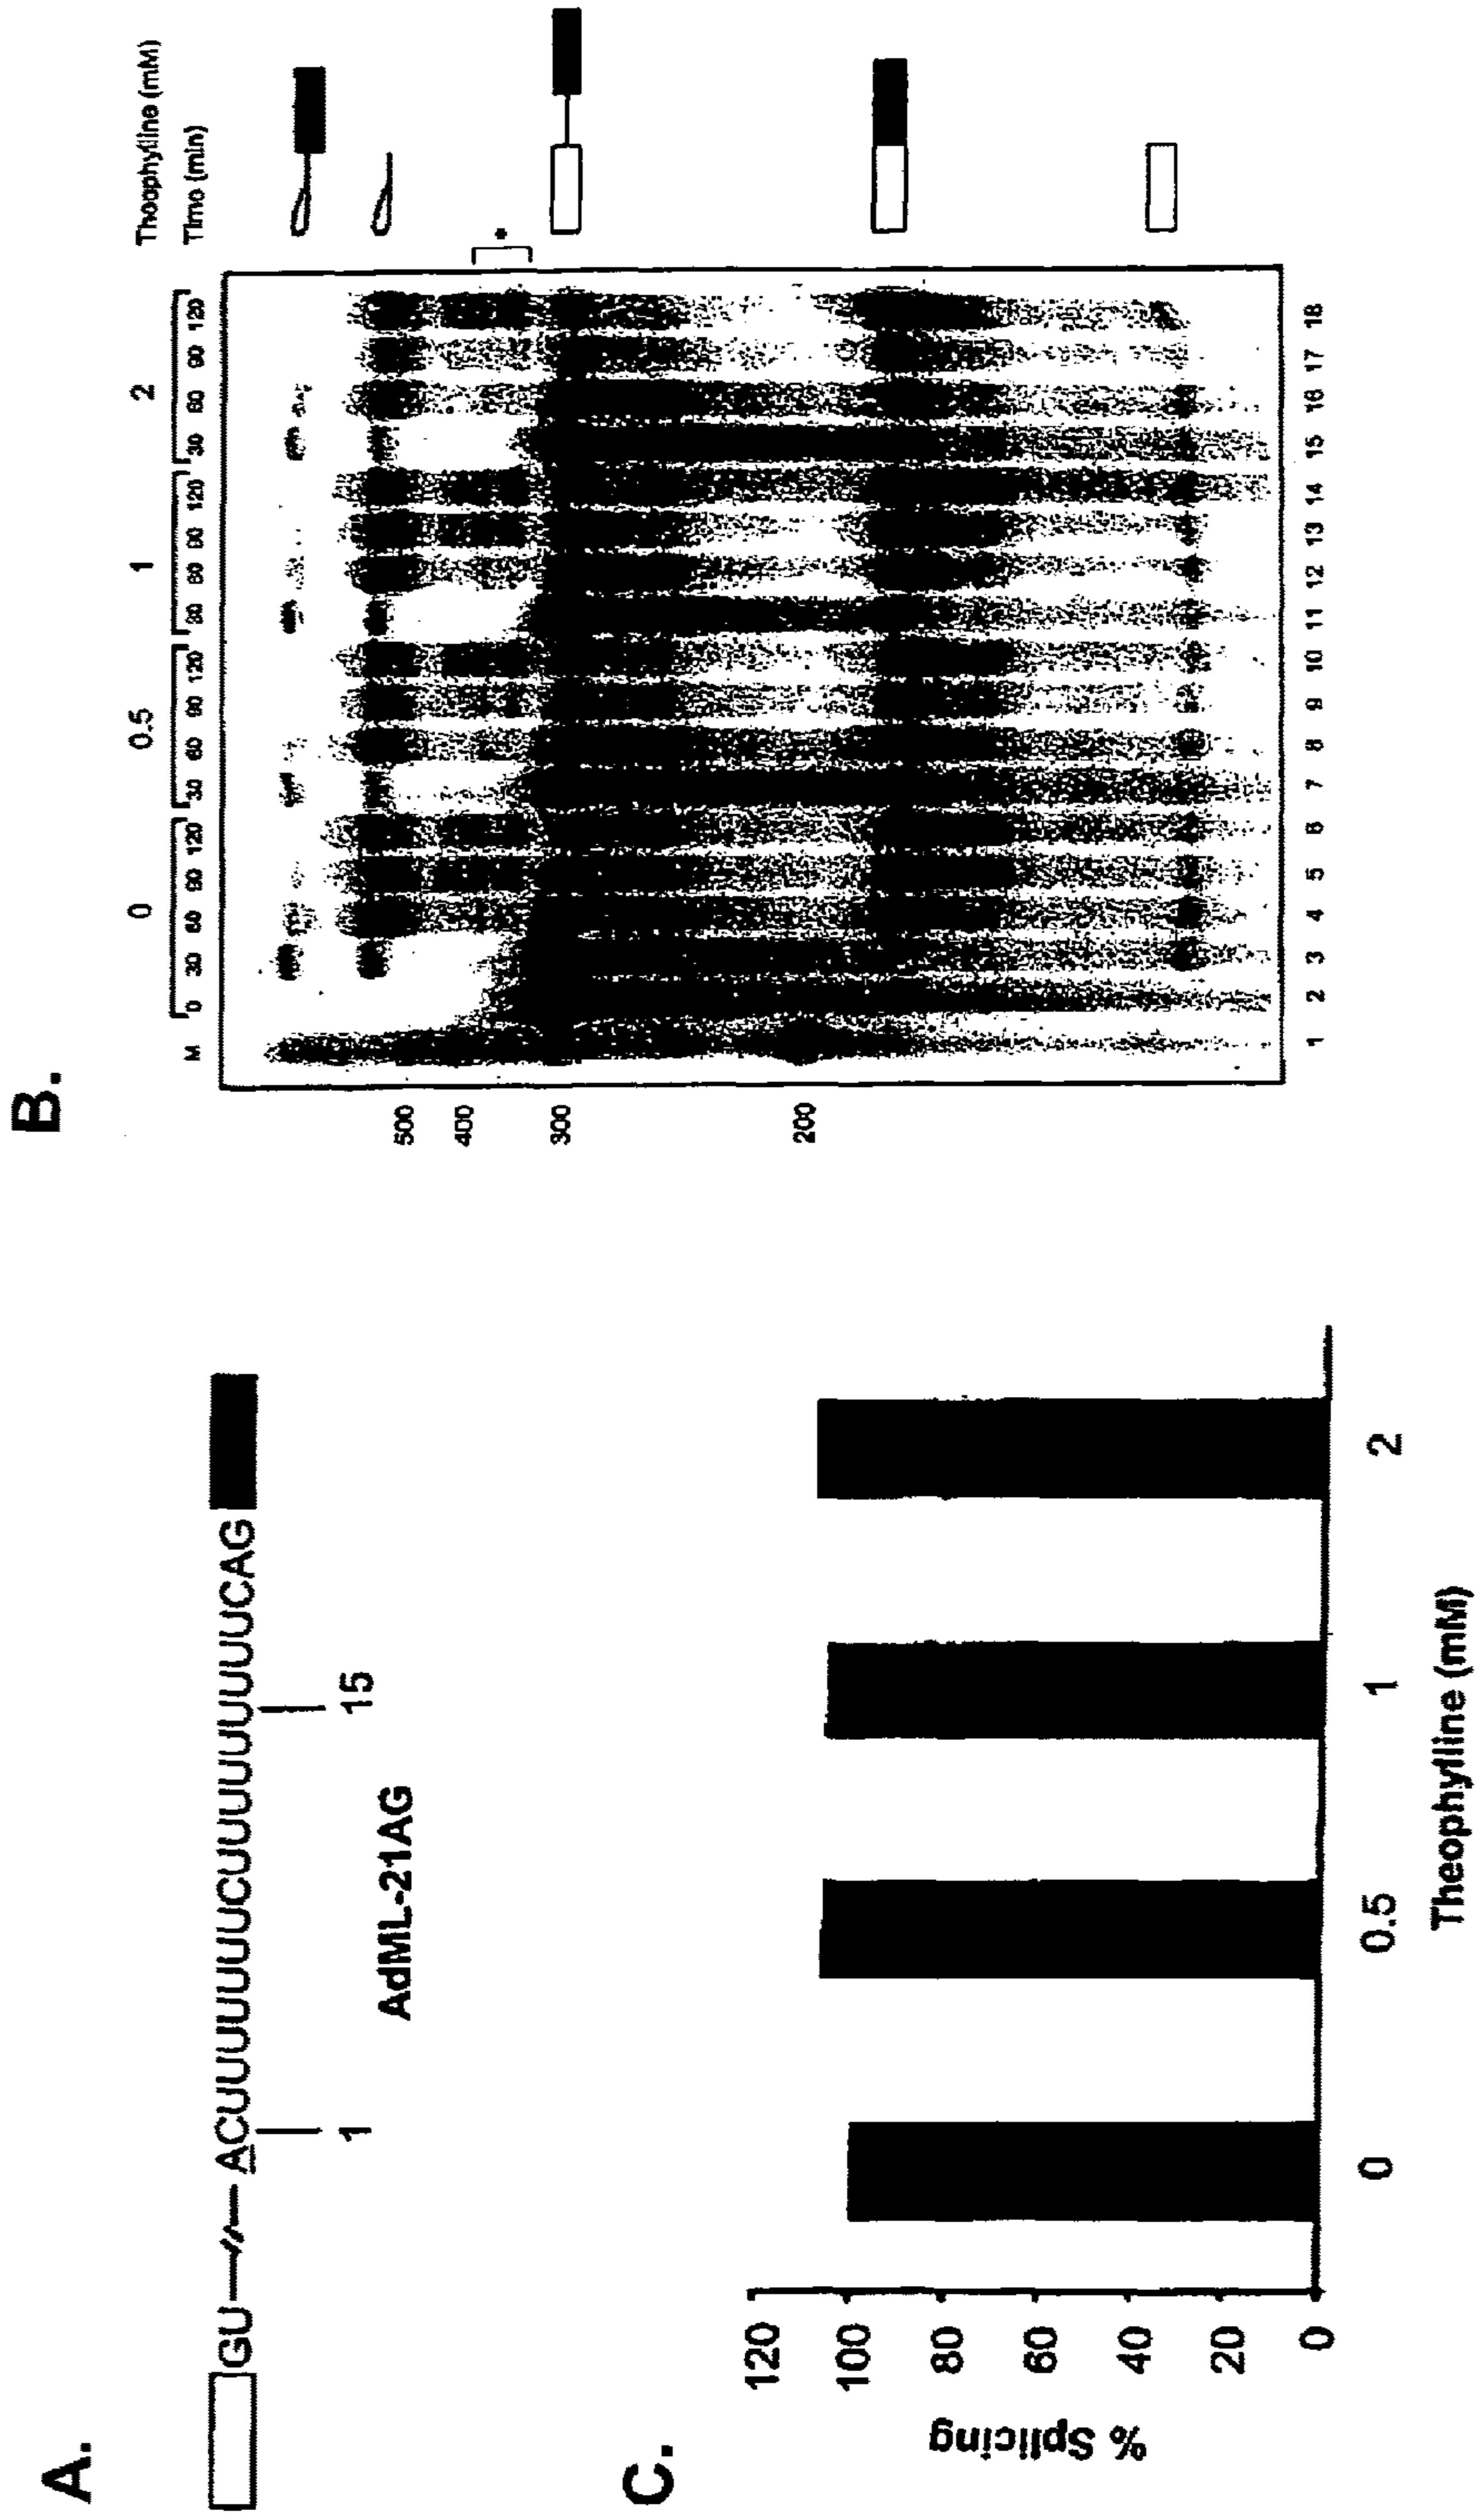 A.
GU
ACUUUUUUUCUUUUUUUUUCAG
1 15
AdML-21AG
B.
0 0.5 1 2 Theophylline (mM)
M 0 30 60 90 120 30 60 90 120 30 60 90 120 30 60 90 120 Time (min)
500
400
300
200
*
1 2 3 4 5 6 7 8 9 10 11 12 13 14 15 16 17 18
C.
% Splicing
120
100
80
60
40
20
0
0 0.5 1 2
Theophylline (mM)